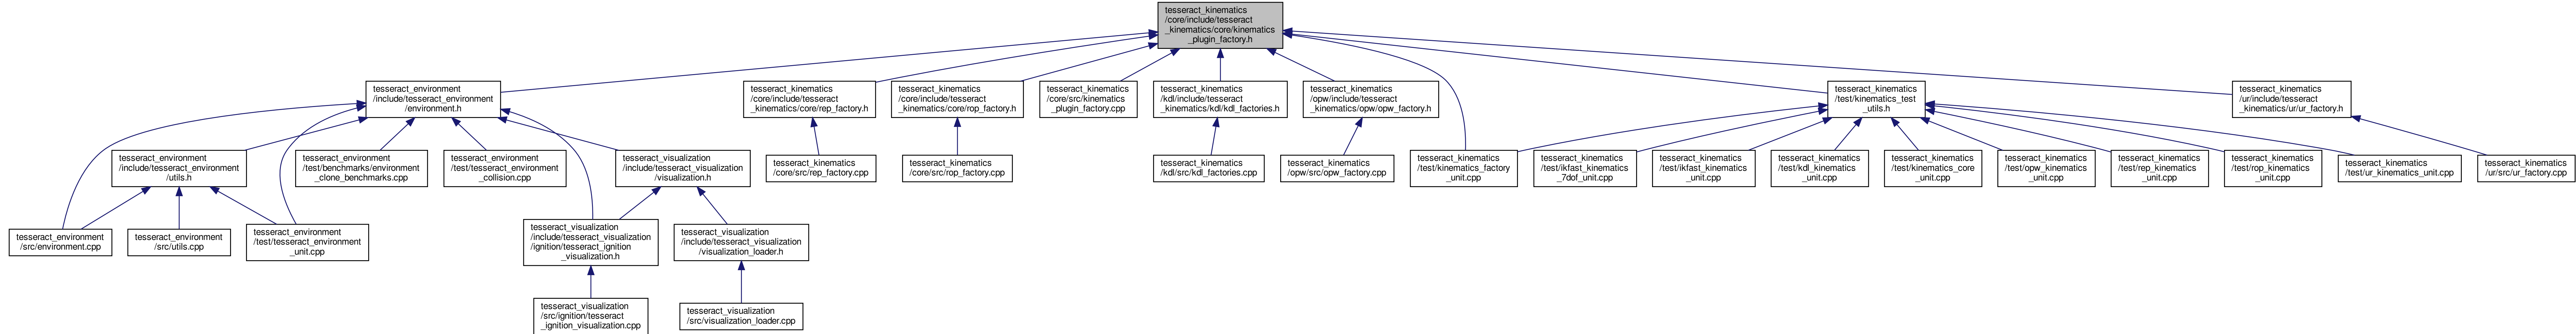 tesseract_kinematics
/core/include/tesseract
_kinematics/core/kinematics
_plugin_factory.h
tesseract_environment
/include/tesseract_environment
/environment.h
tesseract_kinematics
/core/include/tesseract
_kinematics/core/rep_factory.h
tesseract_kinematics
/core/include/tesseract
_kinematics/core/rop_factory.h
tesseract_kinematics
/core/src/kinematics
_plugin_factory.cpp
tesseract_kinematics
/kdl/include/tesseract
_kinematics/kdl/kdl_factories.h
tesseract_kinematics
/opw/include/tesseract
_kinematics/opw/opw_factory.h
tesseract_kinematics
/test/kinematics_test
_utils.h
tesseract_kinematics
/ur/include/tesseract
_kinematics/ur/ur_factory.h
tesseract_environment
/include/tesseract_environment
/utils.h
tesseract_environment
/test/benchmarks/environment
_clone_benchmarks.cpp
tesseract_environment
/test/tesseract_environment
_collision.cpp
tesseract_visualization
/include/tesseract_visualization
/visualization.h
tesseract_kinematics
/core/src/rep_factory.cpp
tesseract_kinematics
/core/src/rop_factory.cpp
tesseract_kinematics
/kdl/src/kdl_factories.cpp
tesseract_kinematics
/opw/src/opw_factory.cpp
tesseract_kinematics
/test/kinematics_factory
_unit.cpp
tesseract_kinematics
/test/ikfast_kinematics
_7dof_unit.cpp
tesseract_kinematics
/test/ikfast_kinematics
_unit.cpp
tesseract_kinematics
/test/kdl_kinematics
_unit.cpp
tesseract_kinematics
/test/kinematics_core
_unit.cpp
tesseract_kinematics
/test/opw_kinematics
_unit.cpp
tesseract_kinematics
/test/rep_kinematics
_unit.cpp
tesseract_kinematics
/test/rop_kinematics
_unit.cpp
tesseract_kinematics
/test/ur_kinematics_unit.cpp
tesseract_kinematics
/ur/src/ur_factory.cpp
tesseract_environment
/src/environment.cpp
tesseract_environment
/src/utils.cpp
tesseract_environment
/test/tesseract_environment
_unit.cpp
tesseract_visualization
/include/tesseract_visualization
/ignition/tesseract_ignition
_visualization.h
tesseract_visualization
/include/tesseract_visualization
/visualization_loader.h
tesseract_visualization
/src/ignition/tesseract
_ignition_visualization.cpp
tesseract_visualization
/src/visualization_loader.cpp